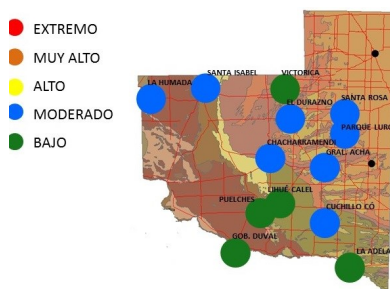 EXTREMO
MUY ALTO
ALTO
MODERADO
BAJO
LA HUMADA
SANTA ISABEL
VICTORICA
EL DURAZNO
SANTA ROSA
PARQUE LURO
CHACHARRAMENDI
GRAL. ACHA
LIHUÉ CALEL
PUELCHES
CUCHILLO CÓ
GOB. DUVAL
LA ADELA